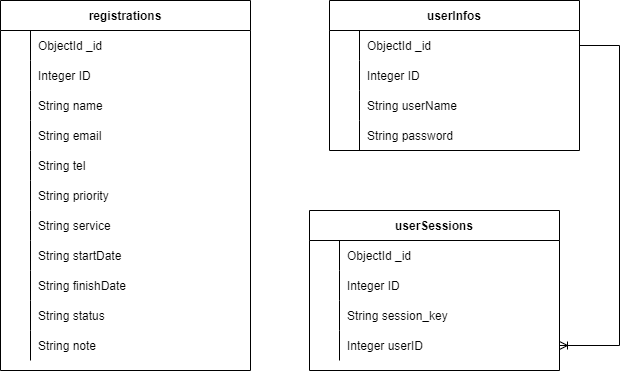 registrations
ObjectId _id
Integer ID
String name
String email
String tel
String priority
String service
String startDate
String finishDate
String status
String note
userInfos
ObjectId _id
Integer ID
String userName
String password
userSessions
ObjectId _id
Integer ID
String session_key
Integer userID